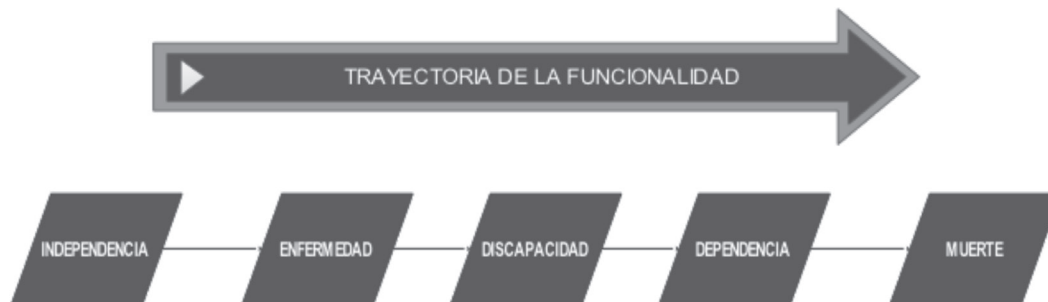 TRAYECTORIA DE LA FUNCIONALIDAD
INDEPENDENCIA
ENFERMEDAD
DISCAPACIDAD
DEPENDENCIA
MUERTE